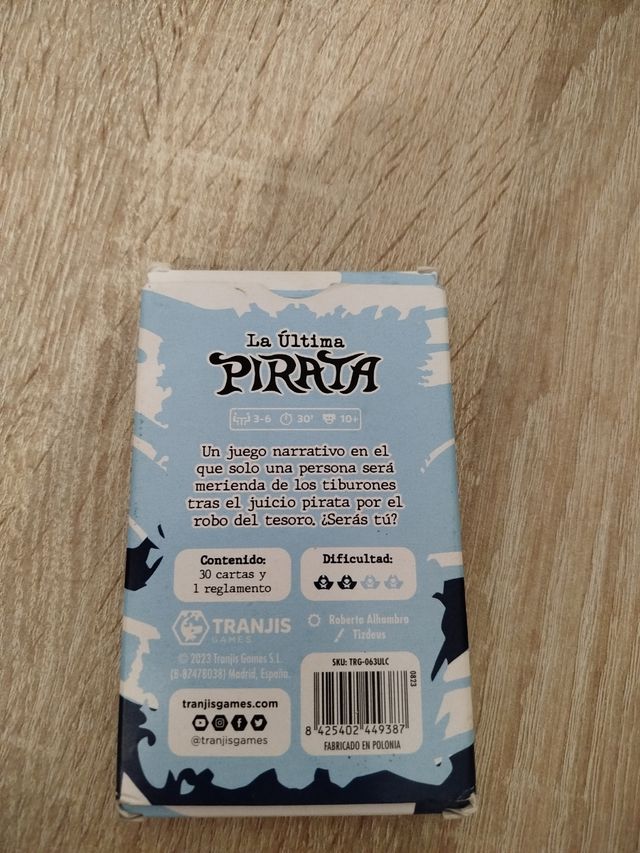 La Última
PIRATA
3-6 30' 10+
Un juego narrativo en el
que solo una persona será
merienda de los tiburones
tras el juicio pirata por el
robo del tesoro. ¿Serás tú?
Contenido:
30 cartas y
1 reglamento
Dificultad:
TRANJIS
GAMES
© 2023 Tranjis Games S.L.
(B-87478038) Madrid, España.
Roberto Alhambra
Tizdeus
tranjisgames.com
@tranjisgames
SKU: TRG-063ULC
0823
8 425402 449387
FABRICADO EN POLONIA